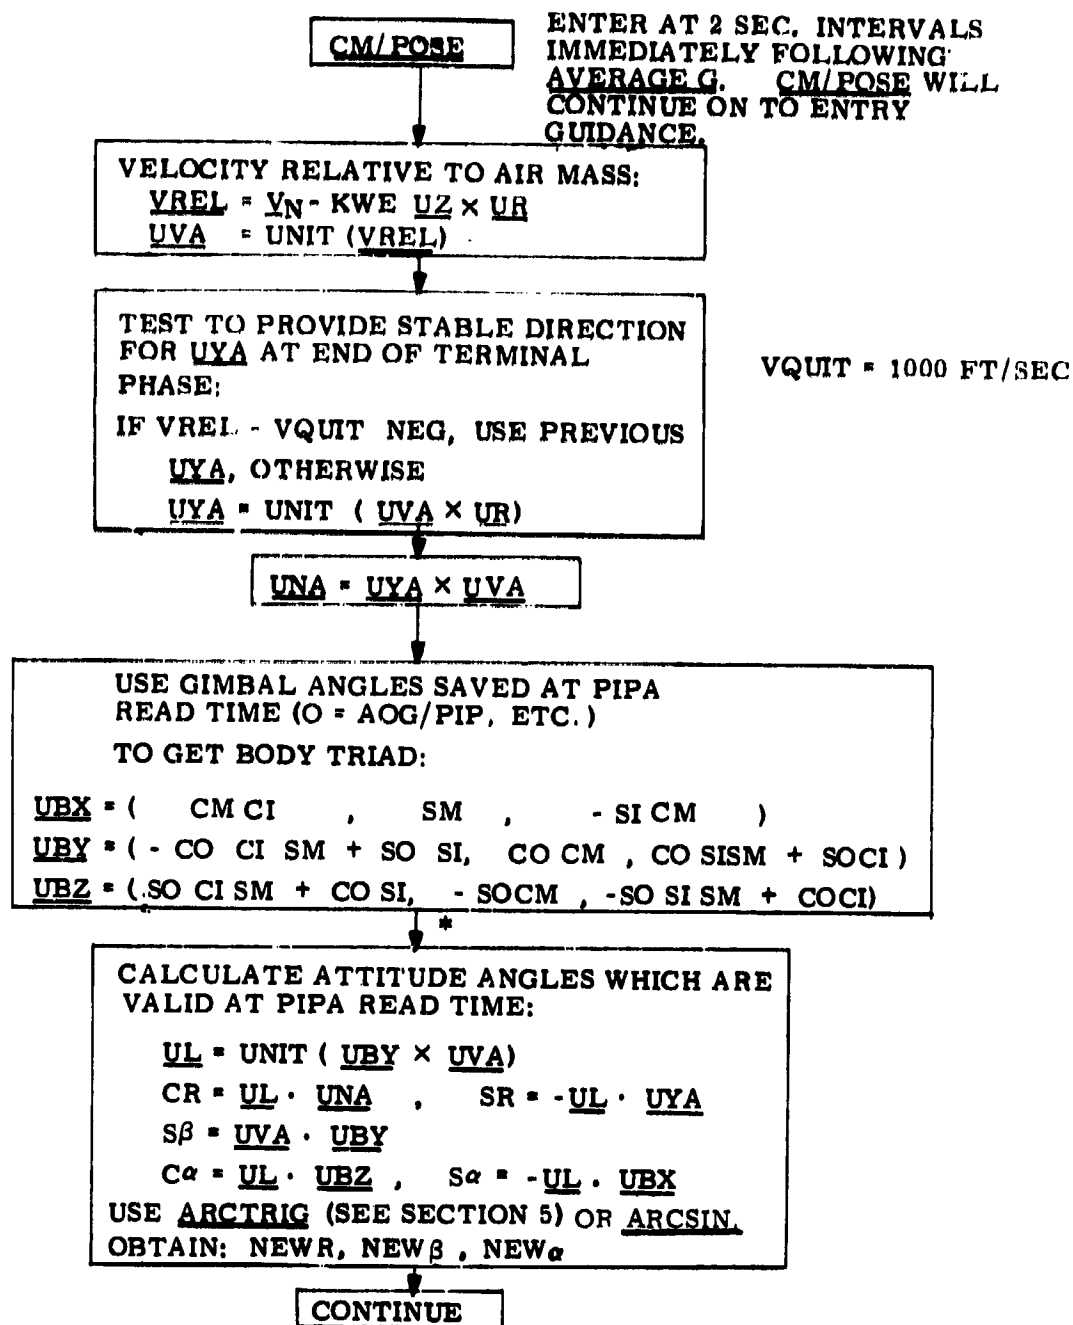 CM/POSE
ENTER AT 2 SEC. INTERVALS
IMMEDIATELY FOLLOWING
AVERAGE G. CM/POSE WILL
CONTINUE ON TO ENTRY
GUIDANCE.
VELOCITY RELATIVE TO AIR MASS:
VREL = VN - KWE UZ × UR
UVA = UNIT (VREL)
TEST TO PROVIDE STABLE DIRECTION
FOR UYA AT END OF TERMINAL
PHASE:
IF VREL - VQUIT NEG, USE PREVIOUS
UYA, OTHERWISE
UYA = UNIT ( UVA × UR)
VQUIT = 1000 FT/SEC
UNA = UYA × UVA
USE GIMBAL ANGLES SAVED AT PIPA
READ TIME (O = AOG/PIP, ETC.)
TO GET BODY TRIAD:
UBX = ( CM CI , SM , - SI CM )
UBY = ( - CO CI SM + SO SI, CO CM , CO SISM + SOCI )
UBZ = ( SO CI SM + CO SI, - SOCM , -SO SI SM + COCI)
*
CALCULATE ATTITUDE ANGLES WHICH ARE
VALID AT PIPA READ TIME:
UL = UNIT ( UBY × UVA)
CR = UL · UNA , SR = -UL · UYA
Sβ = UVA · UBY
Cα = UL · UBZ , Sα = -UL · UBX
USE ARCTRIG (SEE SECTION 5) OR ARCSIN.
OBTAIN: NEWR, NEWβ , NEWα
CONTINUE